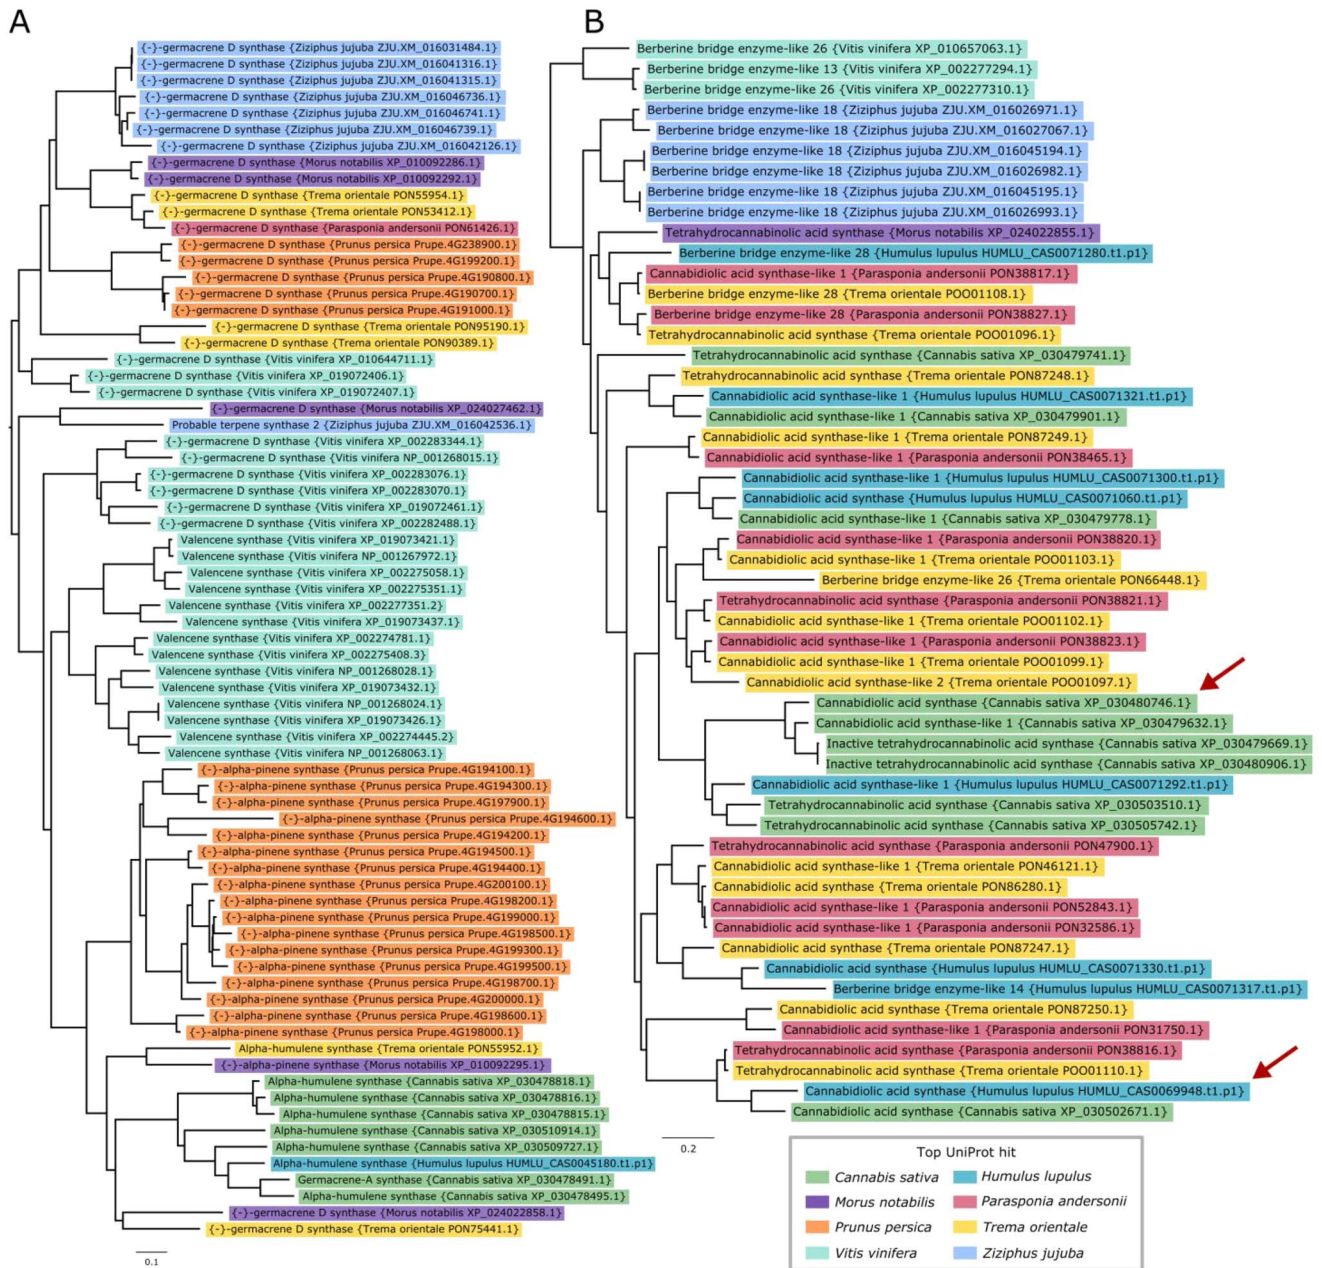 A
{-}-germacrene D synthase {Ziziphus jujuba ZJU.XM_016031484.1}
{-}-germacrene D synthase {Ziziphus jujuba ZJU.XM_016041316.1}
{-}-germacrene D synthase {Ziziphus jujuba ZJU.XM_016041315.1}
{-}-germacrene D synthase {Ziziphus jujuba ZJU.XM_016046736.1}
{-}-germacrene D synthase {Ziziphus jujuba ZJU.XM_016046741.1}
{-}-germacrene D synthase {Ziziphus jujuba ZJU.XM_016046739.1}
{-}-germacrene D synthase {Ziziphus jujuba ZJU.XM_016042126.1}
{-}-germacrene D synthase {Morus notabilis XP_010092286.1}
{-}-germacrene D synthase {Morus notabilis XP_010092292.1}
{-}-germacrene D synthase {Trema orientale PON55954.1}
{-}-germacrene D synthase {Trema orientale PON53412.1}
{-}-germacrene D synthase {Parasponia andersonii PON61426.1}
{-}-germacrene D synthase {Prunus persica Prupe.4G238900.1}
{-}-germacrene D synthase {Prunus persica Prupe.4G199200.1}
{-}-germacrene D synthase {Prunus persica Prupe.4G190800.1}
{-}-germacrene D synthase {Prunus persica Prupe.4G190700.1}
{-}-germacrene D synthase {Prunus persica Prupe.4G191000.1}
{-}-germacrene D synthase {Trema orientale PON95190.1}
{-}-germacrene D synthase {Trema orientale PON90389.1}
{-}-germacrene D synthase {Vitis vinifera XP_010644711.1}
{-}-germacrene D synthase {Vitis vinifera XP_019072406.1}
{-}-germacrene D synthase {Vitis vinifera XP_019072407.1}
{-}-germacrene D synthase {Morus notabilis XP_024027462.1}
Probable terpene synthase 2 {Ziziphus jujuba ZJU.XM_016042536.1}
{-}-germacrene D synthase {Vitis vinifera XP_002283344.1}
{-}-germacrene D synthase {Vitis vinifera NP_001268015.1}
{-}-germacrene D synthase {Vitis vinifera XP_002283076.1}
{-}-germacrene D synthase {Vitis vinifera XP_002283070.1}
{-}-germacrene D synthase {Vitis vinifera XP_019072461.1}
{-}-germacrene D synthase {Vitis vinifera XP_002282488.1}
Valencene synthase {Vitis vinifera XP_019073421.1}
Valencene synthase {Vitis vinifera NP_001267972.1}
Valencene synthase {Vitis vinifera XP_002275058.1}
Valencene synthase {Vitis vinifera XP_002275351.1}
Valencene synthase {Vitis vinifera XP_002277351.2}
Valencene synthase {Vitis vinifera XP_019073437.1}
Valencene synthase {Vitis vinifera XP_002274781.1}
Valencene synthase {Vitis vinifera XP_002275408.3}
Valencene synthase {Vitis vinifera NP_001268028.1}
Valencene synthase {Vitis vinifera XP_019073432.1}
Valencene synthase {Vitis vinifera NP_001268024.1}
Valencene synthase {Vitis vinifera XP_019073426.1}
Valencene synthase {Vitis vinifera XP_002274445.2}
Valencene synthase {Vitis vinifera NP_001268063.1}
{-}-alpha-pinene synthase {Prunus persica Prupe.4G194100.1}
{-}-alpha-pinene synthase {Prunus persica Prupe.4G194300.1}
{-}-alpha-pinene synthase {Prunus persica Prupe.4G197900.1}
{-}-alpha-pinene synthase {Prunus persica Prupe.4G194600.1}
{-}-alpha-pinene synthase {Prunus persica Prupe.4G194200.1}
{-}-alpha-pinene synthase {Prunus persica Prupe.4G194500.1}
{-}-alpha-pinene synthase {Prunus persica Prupe.4G194400.1}
{-}-alpha-pinene synthase {Prunus persica Prupe.4G200100.1}
{-}-alpha-pinene synthase {Prunus persica Prupe.4G198200.1}
{-}-alpha-pinene synthase {Prunus persica Prupe.4G199000.1}
{-}-alpha-pinene synthase {Prunus persica Prupe.4G198500.1}
{-}-alpha-pinene synthase {Prunus persica Prupe.4G199300.1}
{-}-alpha-pinene synthase {Prunus persica Prupe.4G199500.1}
{-}-alpha-pinene synthase {Prunus persica Prupe.4G198700.1}
{-}-alpha-pinene synthase {Prunus persica Prupe.4G200000.1}
{-}-alpha-pinene synthase {Prunus persica Prupe.4G198600.1}
{-}-alpha-pinene synthase {Prunus persica Prupe.4G198000.1}
Alpha-humulene synthase {Trema orientale PON55952.1}
{-}-alpha-pinene synthase {Morus notabilis XP_010092295.1}
Alpha-humulene synthase {Cannabis sativa XP_030478818.1}
Alpha-humulene synthase {Cannabis sativa XP_030478816.1}
Alpha-humulene synthase {Cannabis sativa XP_030478815.1}
Alpha-humulene synthase {Cannabis sativa XP_030510914.1}
Alpha-humulene synthase {Cannabis sativa XP_030509727.1}
Alpha-humulene synthase {Humulus lupulus HUMLU_CAS0045180.t1.p1}
Germacrene-A synthase {Cannabis sativa XP_030478491.1}
Alpha-humulene synthase {Cannabis sativa XP_030478495.1}
{-}-germacrene D synthase {Morus notabilis XP_024022858.1}
{-}-germacrene D synthase {Trema orientale PON75441.1}
0.1
B
Berberine bridge enzyme-like 26 {Vitis vinifera XP_010657063.1}
Berberine bridge enzyme-like 13 {Vitis vinifera XP_002277294.1}
Berberine bridge enzyme-like 26 {Vitis vinifera XP_002277310.1}
Berberine bridge enzyme-like 18 {Ziziphus jujuba ZJU.XM_016026971.1}
Berberine bridge enzyme-like 18 {Ziziphus jujuba ZJU.XM_016027067.1}
Berberine bridge enzyme-like 18 {Ziziphus jujuba ZJU.XM_016045194.1}
Berberine bridge enzyme-like 18 {Ziziphus jujuba ZJU.XM_016026982.1}
Berberine bridge enzyme-like 18 {Ziziphus jujuba ZJU.XM_016045195.1}
Berberine bridge enzyme-like 18 {Ziziphus jujuba ZJU.XM_016026993.1}
Tetrahydrocannabinolic acid synthase {Morus notabilis XP_024022855.1}
Berberine bridge enzyme-like 28 {Humulus lupulus HUMLU_CAS0071280.t1.p1}
Cannabidiolic acid synthase-like 1 {Parasponia andersonii PON38817.1}
Berberine bridge enzyme-like 28 {Trema orientale POO01108.1}
Berberine bridge enzyme-like 28 {Parasponia andersonii PON38827.1}
Tetrahydrocannabinolic acid synthase {Trema orientale POO01096.1}
Tetrahydrocannabinolic acid synthase {Cannabis sativa XP_030479741.1}
Tetrahydrocannabinolic acid synthase {Trema orientale PON87248.1}
Cannabidiolic acid synthase-like 1 {Humulus lupulus HUMLU_CAS0071321.t1.p1}
Cannabidiolic acid synthase-like 1 {Cannabis sativa XP_030479901.1}
Cannabidiolic acid synthase-like 1 {Trema orientale PON87249.1}
Cannabidiolic acid synthase-like 1 {Parasponia andersonii PON38465.1}
Cannabidiolic acid synthase-like 1 {Humulus lupulus HUMLU_CAS0071300.t1.p1}
Cannabidiolic acid synthase {Humulus lupulus HUMLU_CAS0071060.t1.p1}
Cannabidiolic acid synthase-like 1 {Cannabis sativa XP_030479778.1}
Cannabidiolic acid synthase-like 1 {Parasponia andersonii PON38820.1}
Cannabidiolic acid synthase-like 1 {Trema orientale POO01103.1}
Berberine bridge enzyme-like 26 {Trema orientale PON66448.1}
Tetrahydrocannabinolic acid synthase {Parasponia andersonii PON38821.1}
Cannabidiolic acid synthase-like 1 {Trema orientale POO01102.1}
Cannabidiolic acid synthase-like 1 {Parasponia andersonii PON38823.1}
Cannabidiolic acid synthase-like 1 {Trema orientale POO01099.1}
Cannabidiolic acid synthase-like 2 {Trema orientale POO01097.1}
Cannabidiolic acid synthase {Cannabis sativa XP_030480746.1}
Cannabidiolic acid synthase-like 1 {Cannabis sativa XP_030479632.1}
Inactive tetrahydrocannabinolic acid synthase {Cannabis sativa XP_030479669.1}
Inactive tetrahydrocannabinolic acid synthase {Cannabis sativa XP_030480906.1}
Cannabidiolic acid synthase-like 1 {Humulus lupulus HUMLU_CAS0071292.t1.p1}
Tetrahydrocannabinolic acid synthase {Cannabis sativa XP_030503510.1}
Tetrahydrocannabinolic acid synthase {Cannabis sativa XP_030505742.1}
Tetrahydrocannabinolic acid synthase {Parasponia andersonii PON47900.1}
Cannabidiolic acid synthase-like 1 {Trema orientale PON46121.1}
Cannabidiolic acid synthase {Trema orientale PON86280.1}
Cannabidiolic acid synthase-like 1 {Parasponia andersonii PON52843.1}
Cannabidiolic acid synthase-like 1 {Parasponia andersonii PON32586.1}
Cannabidiolic acid synthase {Trema orientale PON87247.1}
Cannabidiolic acid synthase {Humulus lupulus HUMLU_CAS0071330.t1.p1}
Berberine bridge enzyme-like 14 {Humulus lupulus HUMLU_CAS0071317.t1.p1}
Cannabidiolic acid synthase {Trema orientale PON87250.1}
Cannabidiolic acid synthase-like 1 {Parasponia andersonii PON31750.1}
Tetrahydrocannabinolic acid synthase {Parasponia andersonii PON38816.1}
Tetrahydrocannabinolic acid synthase {Trema orientale POO01110.1}
Cannabidiolic acid synthase {Humulus lupulus HUMLU_CAS0069948.t1.p1}
Cannabidiolic acid synthase {Cannabis sativa XP_030502671.1}
0.2
Top UniProt hit
Cannabis sativa
Humulus lupulus
Morus notabilis
Parasponia andersonii
Prunus persica
Trema orientale
Vitis vinifera
Ziziphus jujuba